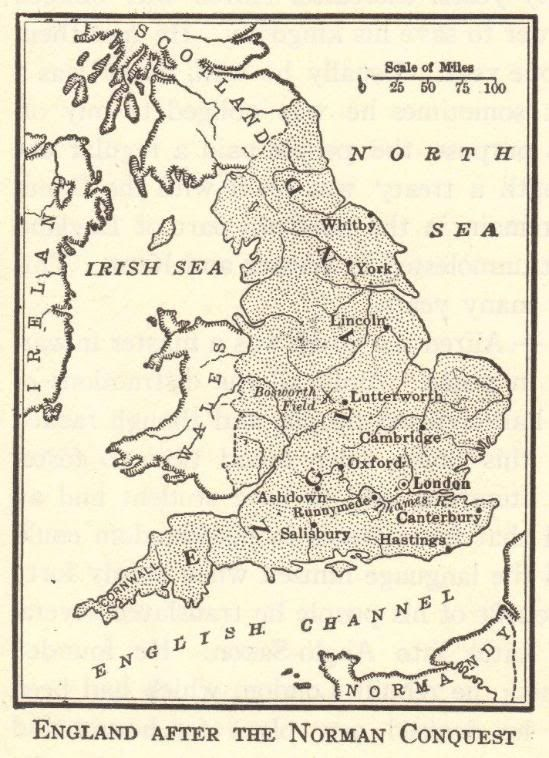 SCOTLAND
Scale of Miles
0 25 50 75 100
NORTH
SEA
Whitby
York
IRELAND
IRISH SEA
Lincoln
WALES
Bosworth
Field
Lutterworth
Cambridge
Oxford
London
Ashdown
Runnymede
Thames R.
Canterbury
Salisbury
Hastings
ENGLAND
CORNWALL
ENGLISH CHANNEL
NORMANDY
ENGLAND AFTER THE NORMAN CONQUEST